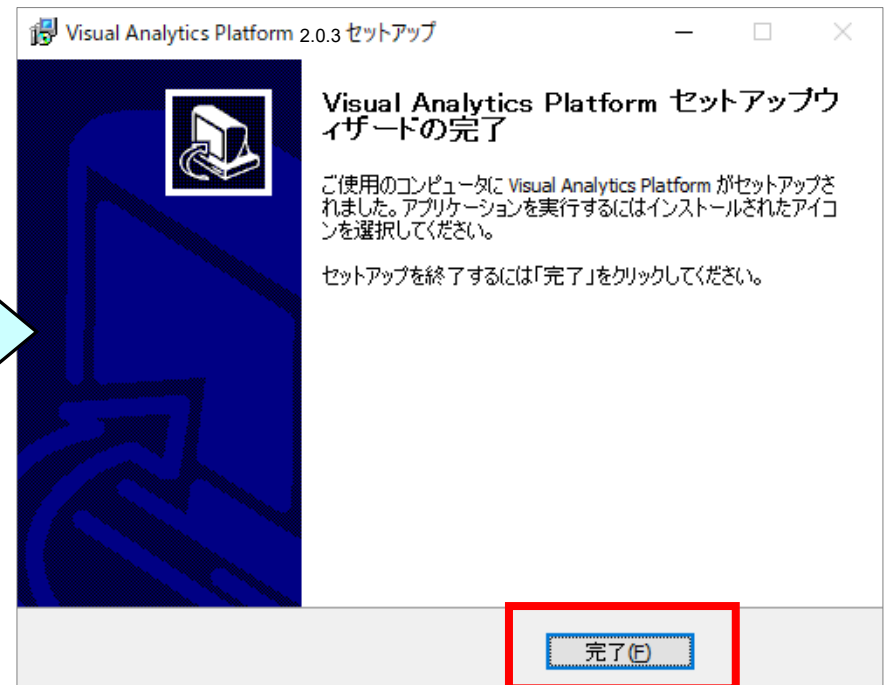 Visual Analytics Platform 2.0.3 セットアップ
Visual Analytics Platform セットアップウ
ィザードの完了
ご使用のコンピュータに Visual Analytics Platform がセットアップさ
れました。アプリケーションを実行するにはインストールされたアイコ
ンを選択してください。
セットアップを終了するには「完了」をクリックしてください。
完了(F)